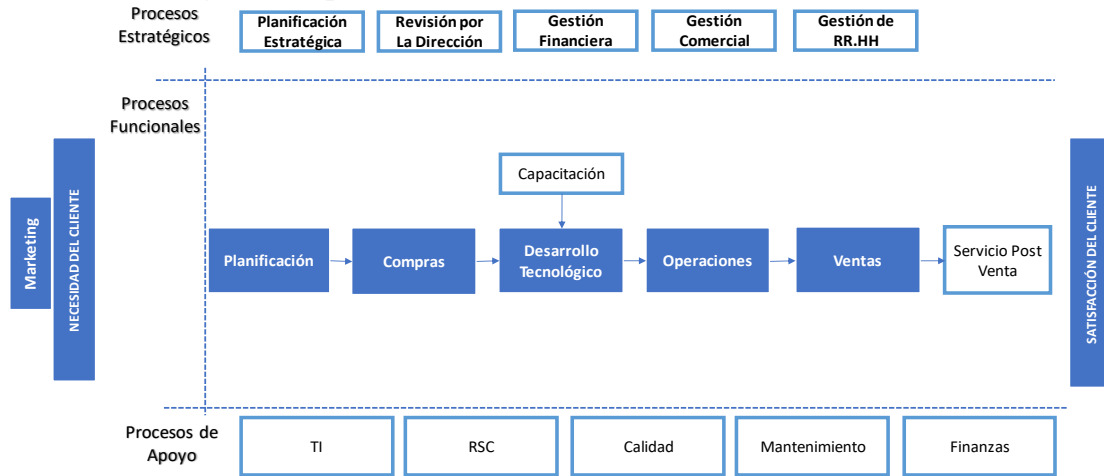 Procesos
Estratégicos
Planificación
Estratégica
Revisión por
La Dirección
Gestión
Financiera
Gestión
Comercial
Gestión de
RR.HH
Procesos
Funcionales
Marketing
NECESIDAD DEL CLIENTE
Capacitación
Planificación
Compras
Desarrollo
Tecnológico
Operaciones
Ventas
Servicio Post
Venta
SATISFACCIÓN DEL CLIENTE
Procesos de
Apoyo
TI
RSC
Calidad
Mantenimiento
Finanzas